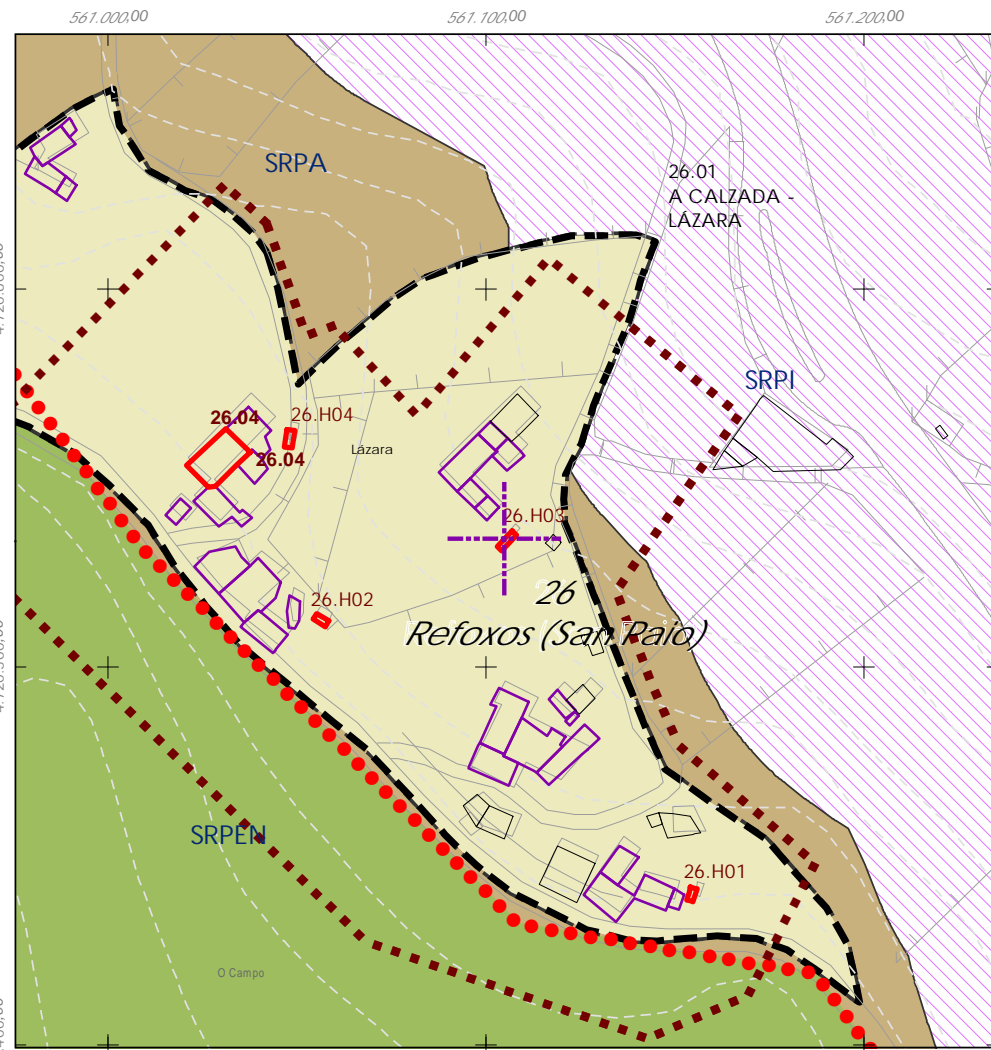 561.000,00
561.100,00
561.200,00
SRPA
26.01
A CALZADA -
LÁZARA
SRPI
26.04
26.H04
26.04
Lázara
26.H03
26.H02
26
Refoxos (San Paio)
SRPEN
26.H01
O Campo